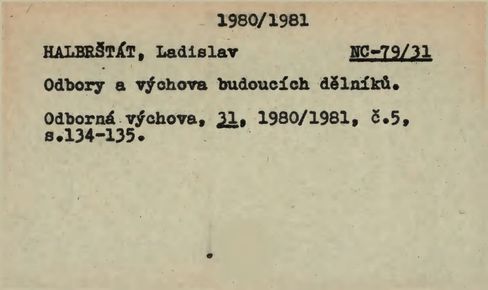 1980/1981
HALBRŠTÁT, Ladislav NC-79/31
Odbory a výchova budoucích dělníků.
Odborná výchova, 31, 1980/1981, č.5,
s.134-135.